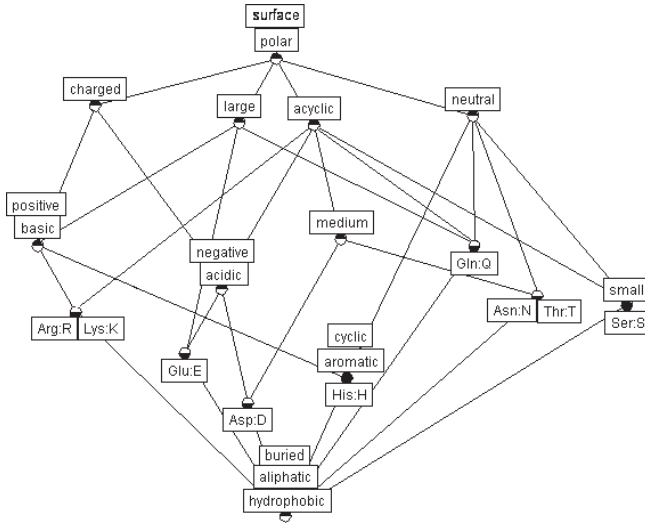 surface
polar
charged
large
acyclic
neutral
positive
basic
negative
acidic
medium
Gln:Q
small
Asn:N
Thr:T
Ser:S
Arg:R
Lys:K
Glu:E
cyclic
aromatic
His:H
Asp:D
buried
aliphatic
hydrophobic